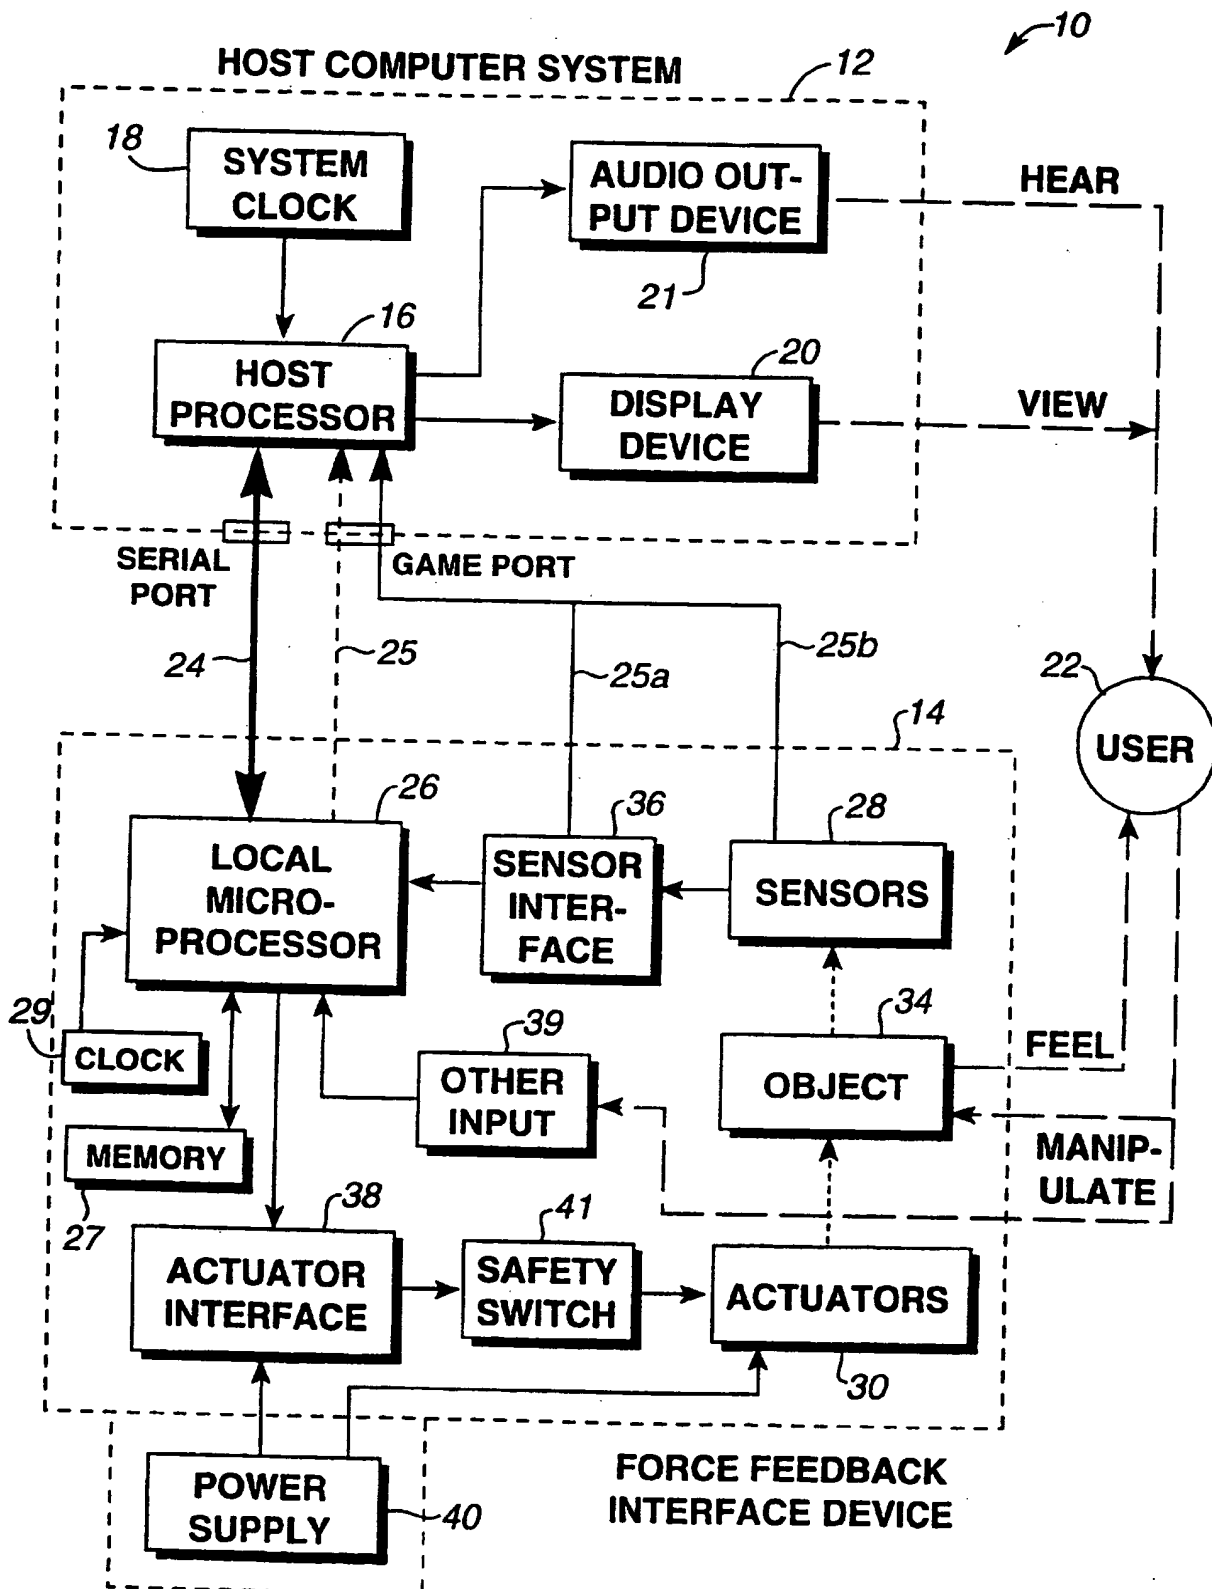 10
HOST COMPUTER SYSTEM
12
18
SYSTEM
CLOCK
AUDIO OUT-
PUT DEVICE
21
HEAR
16
HOST
PROCESSOR
20
DISPLAY
DEVICE
VIEW
SERIAL
PORT
GAME PORT
24
25
25a
25b
22
USER
14
26
LOCAL
MICRO-
PROCESSOR
36
SENSOR
INTER-
FACE
28
SENSORS
29
CLOCK
39
OTHER
INPUT
34
OBJECT
FEEL
MANIP-
ULATE
MEMORY
27
38
ACTUATOR
INTERFACE
41
SAFETY
SWITCH
ACTUATORS
30
POWER
SUPPLY
40
FORCE FEEDBACK
INTERFACE DEVICE